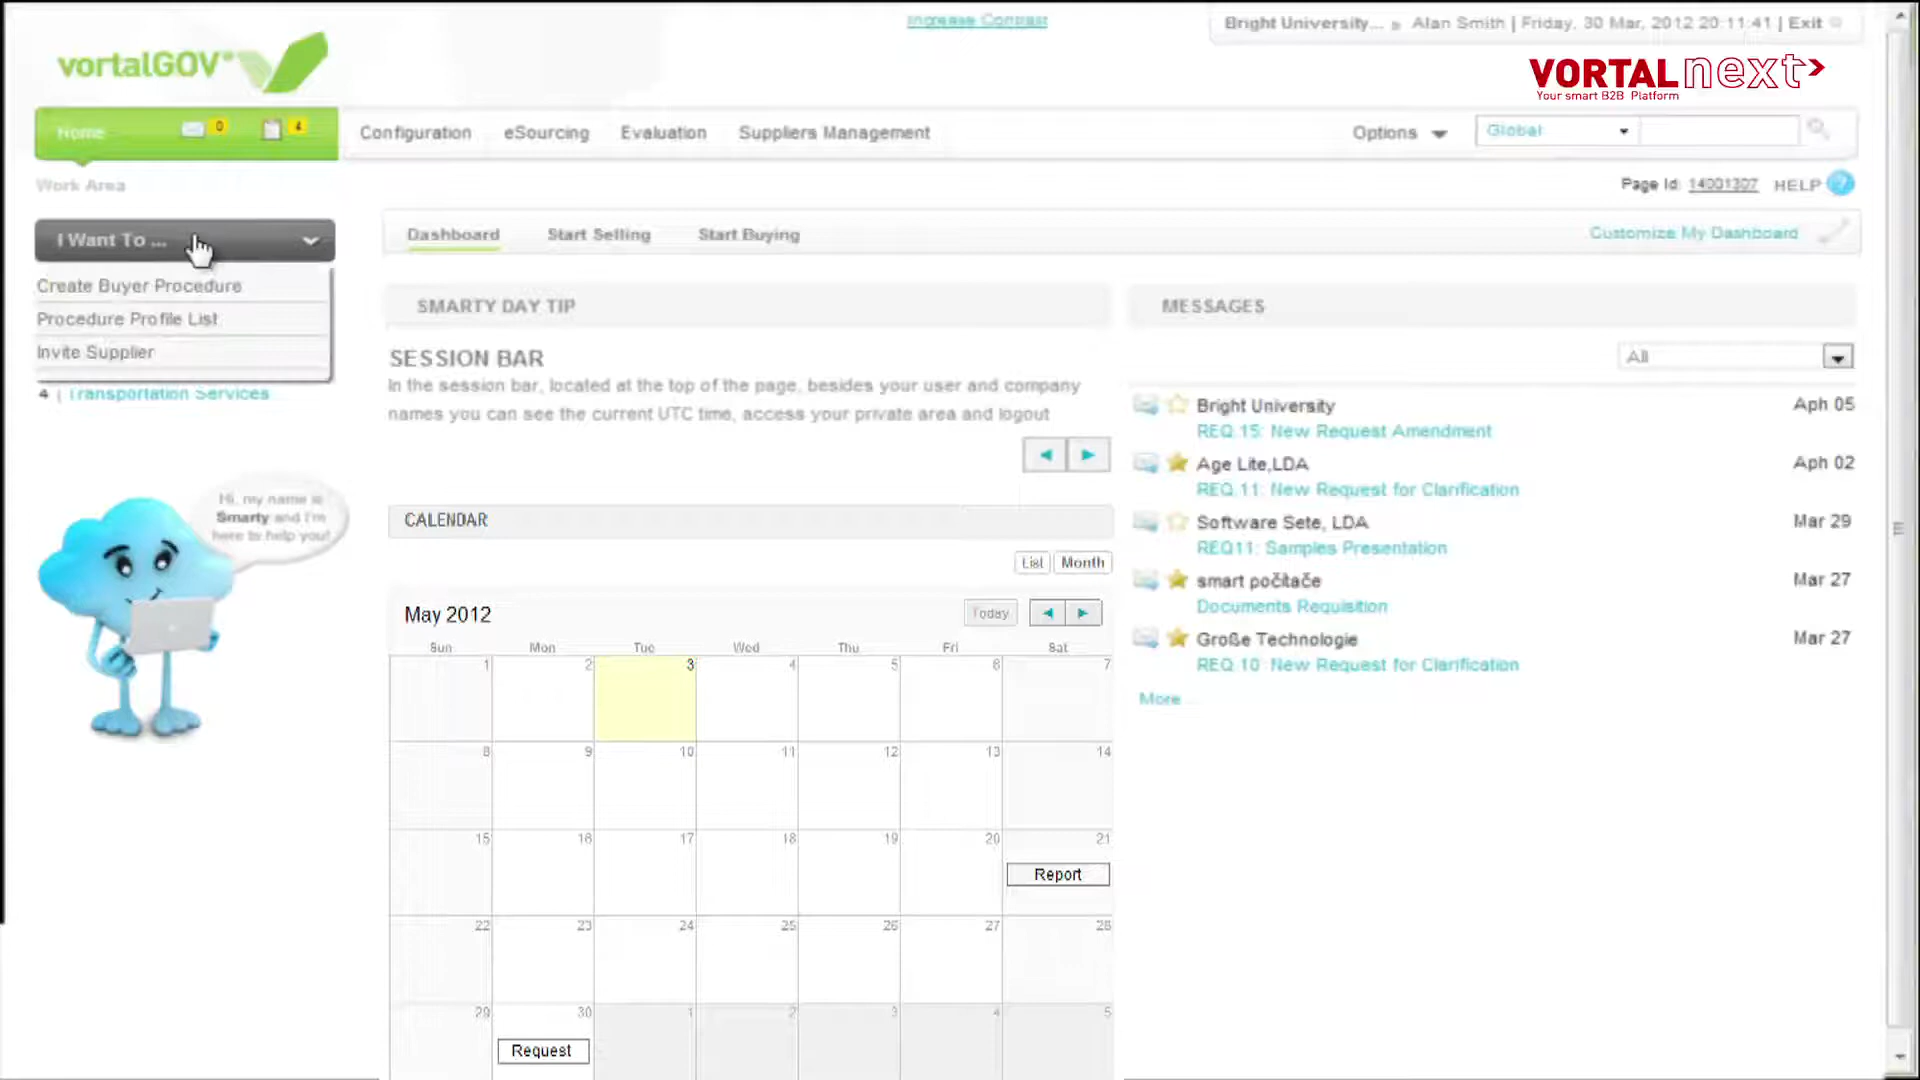 Increase Contrast
Bright University... Alan Smith | Friday, 30 Mar, 2012 20:11:41 | Exit
vortalGOV
VORTALnext>
Your smart B2B Platform
Home 0 4 Configuration eSourcing Evaluation Suppliers Management Options Global
Work Area
Page Id: 14001307 HELP ?
I Want To ...
Create Buyer Procedure
Procedure Profile List
Invite Supplier
4 | Transportation Services
Dashboard Start Selling Start Buying Customize My Dashboard
SMARTY DAY TIP
SESSION BAR
In the session bar, located at the top of the page, besides your user and company
names you can see the current UTC time, access your private area and logout
Hi, my name is
Smarty and I'm
here to help you!
CALENDAR
List Month
May 2012 Today
Sun Mon Tue Wed Thu Fri Sat
1 2 3 4 5 6 7
8 9 10 11 12 13 14
15 16 17 18 19 20 21
Report
22 23 24 25 26 27 28
29 30 1 2 3 4 5
Request
MESSAGES
All
Bright University Aph 05
REQ.15: New Request Amendment
Age Lite,LDA Aph 02
REQ.11: New Request for Clarification
Software Sete, LDA Mar 29
REQ11: Samples Presentation
smart počítače Mar 27
Documents Requisition
Große Technologie Mar 27
REQ.10: New Request for Clarification
More...